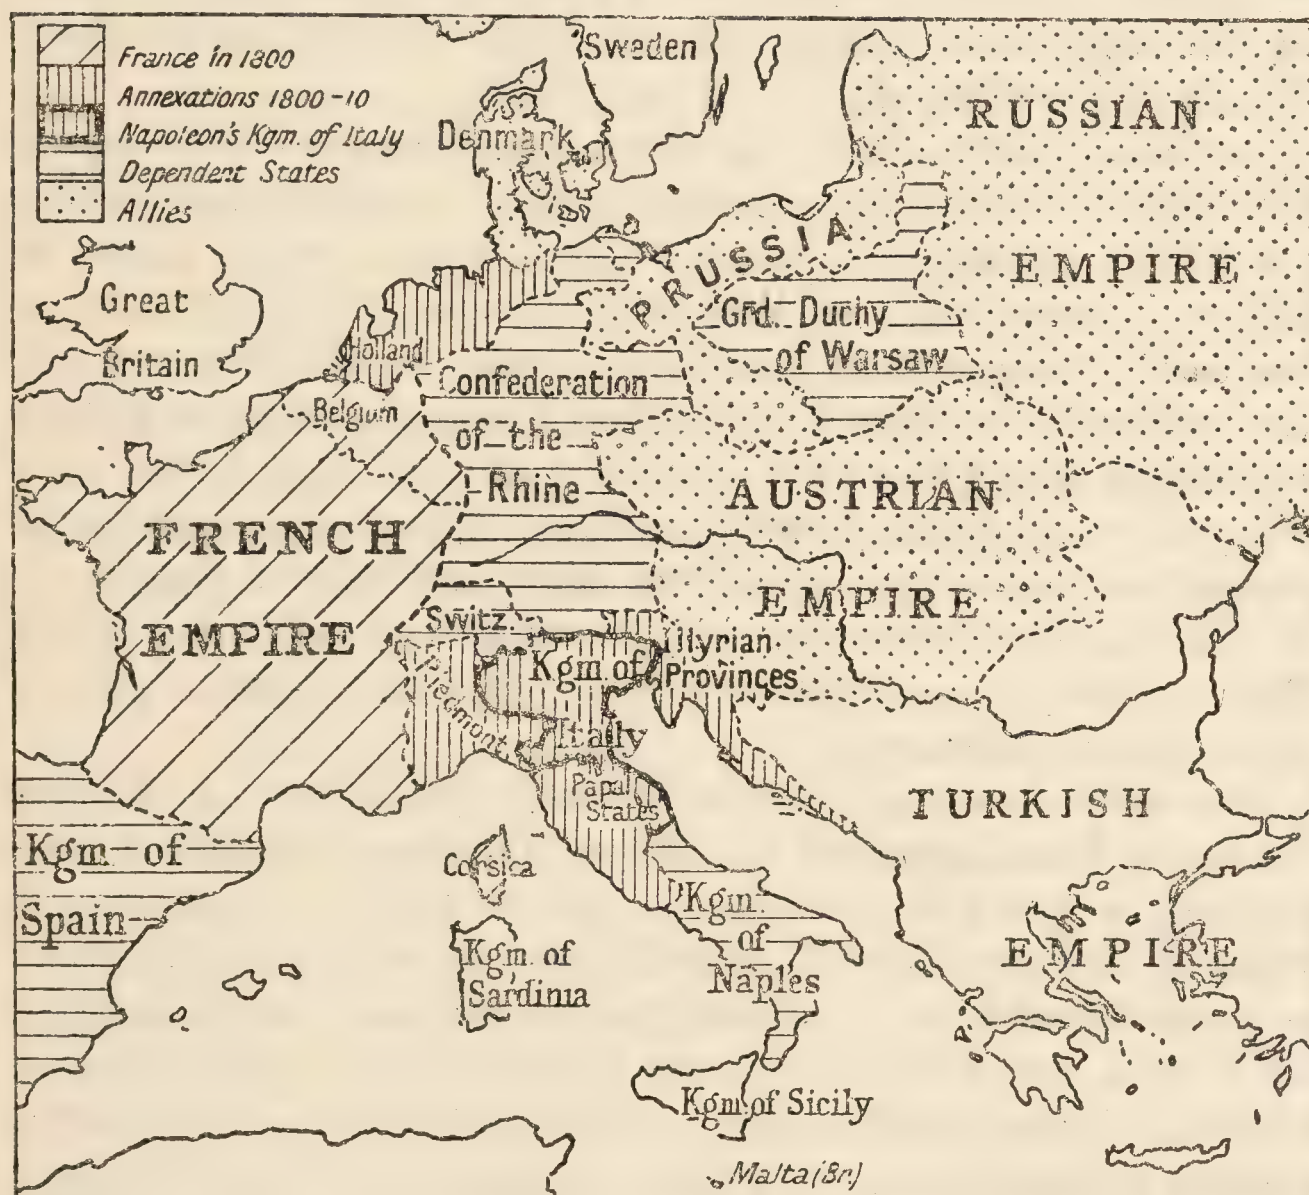 France in 1800
Annexations 1800-10
Napoleon's Kgm. of Italy
Dependent States
Allies
Sweden
RUSSIAN
Denmark
PRUSSIA
EMPIRE
Great
Britain
Grd. Duchy
of Warsaw
Holland
Confederation
Belgium
of the
Rhine
AUSTRIAN
FRENCH
EMPIRE
EMPIRE
Switz.
Illyrian
Provinces
Kgm. of
Italy
Piedmont
Papal
States
TURKISH
Kgm. of
Spain
Corsica
Kgm.
of
Naples
Kgm. of
Sardinia
EMPIRE
Kgm. of Sicily
Malta (Br.)